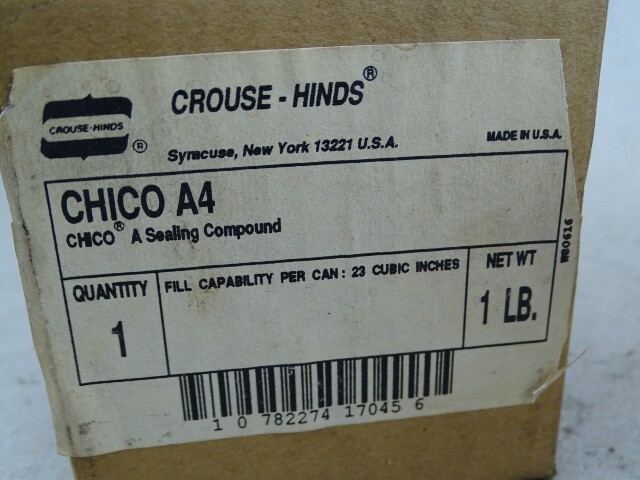 CROUSE-HINDS®
CROUSE - HINDS®
Syracuse, New York 13221 U.S.A.
MADE IN U.S.A.
CHICO A4
CHICO® A Sealing Compound
W80616
QUANTITY
1
FILL CAPABILITY PER CAN : 23 CUBIC INCHES
NET WT
1 LB.
1 0 782274 17045 6